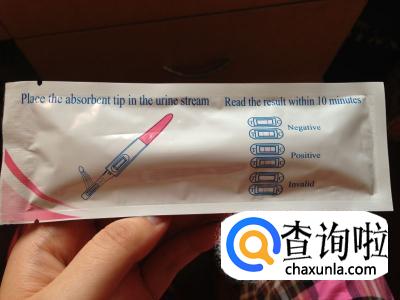 Place the absorbent tip in the urine stream
Read the result within 10 minutes
Negative
Positive
Invalid
查询啦
chaxunla.com